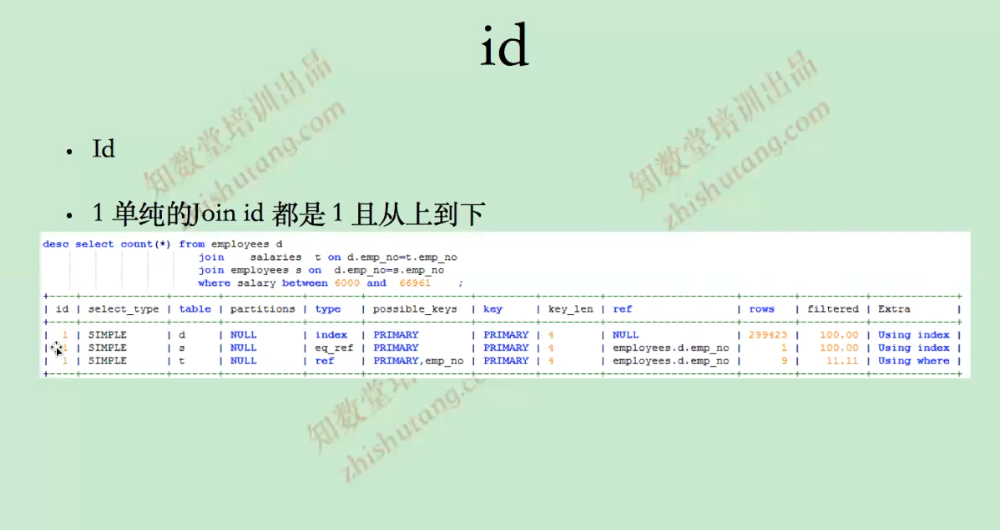 id
• Id
• 1 单纯的Join id 都是 1 且从上到下
desc select count(*) from employees d
join salaries t on d.emp_no=t.emp_no
join employees s on d.emp_no=s.emp_no
where salary between 6000 and 66961 ;
| id | select_type | table | partitions | type | possible_keys | key | key_len | ref | rows | filtered | Extra |
| 1 | SIMPLE | d | NULL | index | PRIMARY | PRIMARY | 4 | NULL | 299423 | 100.00 | Using index |
| 1 | SIMPLE | s | NULL | eq_ref | PRIMARY | PRIMARY | 4 | employees.d.emp_no | 1 | 100.00 | Using index |
| 1 | SIMPLE | t | NULL | ref | PRIMARY,emp_no | PRIMARY | 4 | employees.d.emp_no | 9 | 11.11 | Using where |
知数堂培训出品
zhishutang.com
知数堂培训出品
zhishutang.com
知数堂培
zhishutang.co